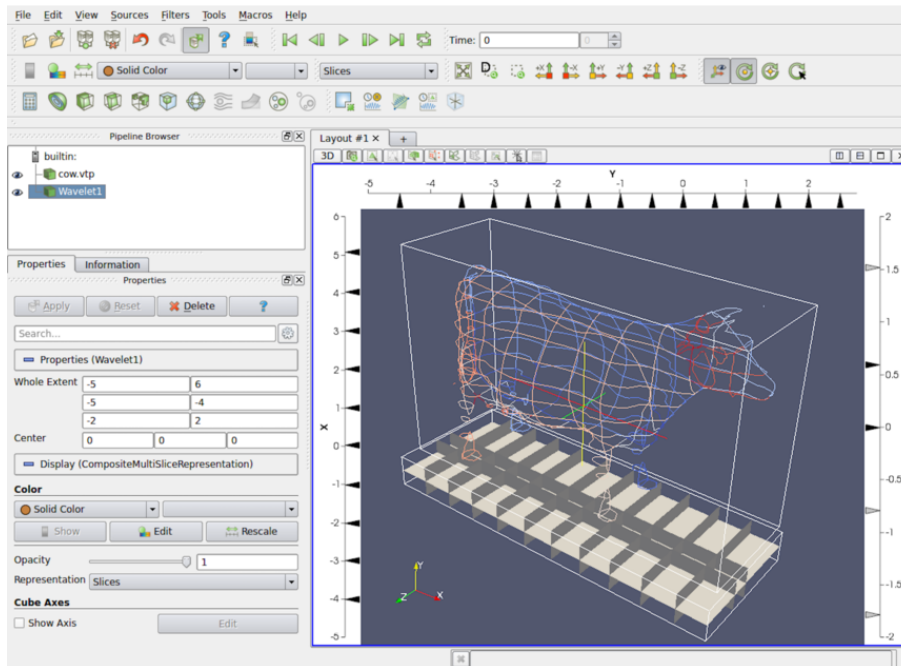 File Edit View Sources Filters Tools Macros Help
Time: 0 0
Solid Color Slices +X -X +Y -Y +Z -Z
Pipeline Browser
builtin:
cow.vtp
Wavelet1
Properties Information
Properties
Apply Reset Delete ?
Search...
Properties (Wavelet1)
Whole Extent -5 6
-5 -4
-2 2
Center 0 0 0
Display (CompositeMultiSliceRepresentation)
Color
Solid Color
Show Edit Rescale
Opacity 1
Representation Slices
Cube Axes
Show Axis Edit
Layout #1 × +
3D
Y
-5 -4 -3 -2 -1 0 1 2
X
6
5
4
3
2
1
0
-1
-2
-3
-4
-5
2
1.5
1
0.5
0
-0.5
-1
-1.5
-2
Y
Z X